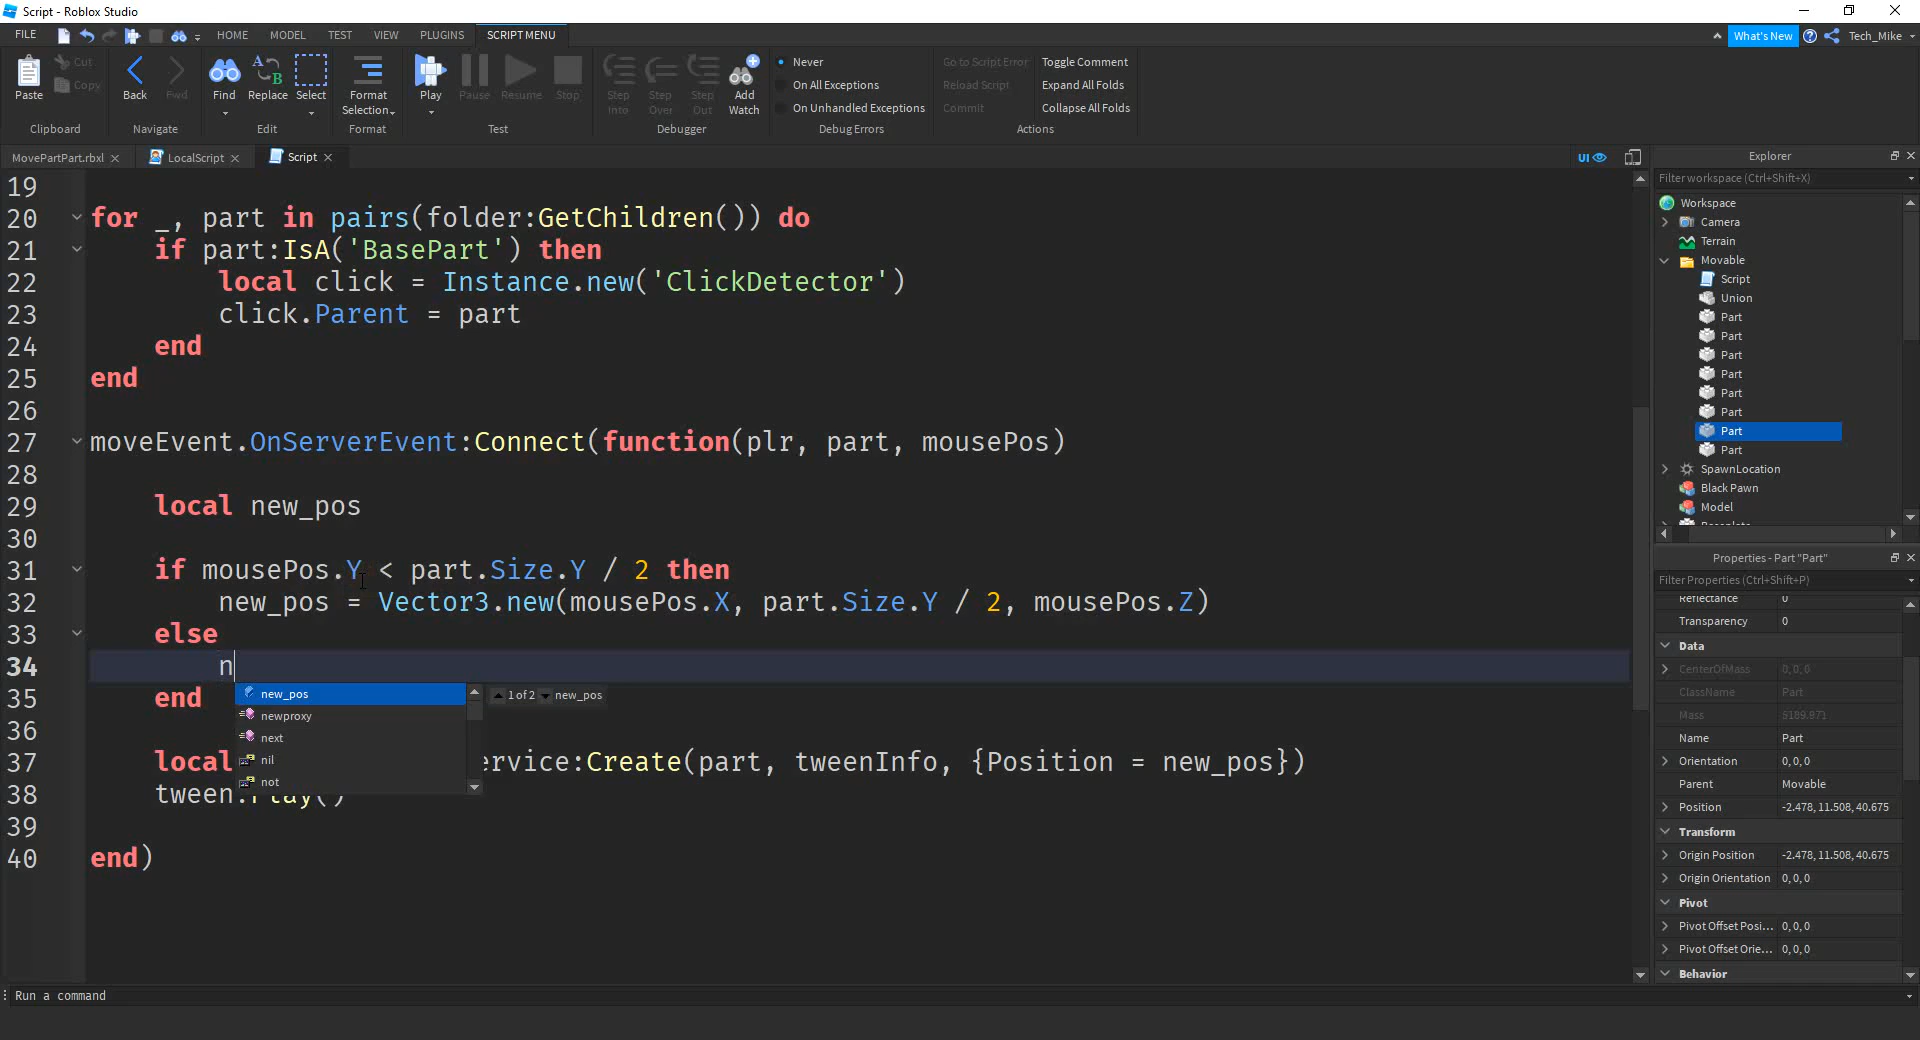 Script - Roblox Studio
FILE HOME MODEL TEST VIEW PLUGINS SCRIPT MENU What's New Tech_Mike
Paste Cut Copy
Clipboard
Back Fwd
Navigate
Find Replace Select
Edit
Format Selection
Format
Play Pause Resume Stop
Test
Step Into Step Over Step Out Add Watch
Debugger
Never
On All Exceptions
On Unhandled Exceptions
Debug Errors
Go to Script Error Toggle Comment
Reload Script Expand All Folds
Commit Collapse All Folds
Actions
MovePartPart.rbxl LocalScript Script UI
19
20 for _, part in pairs(folder:GetChildren()) do
21 if part:IsA('BasePart') then
22 local click = Instance.new('ClickDetector')
23 click.Parent = part
24 end
25 end
26
27 moveEvent.OnServerEvent:Connect(function(plr, part, mousePos)
28
29 local new_pos
30
31 if mousePos.Y < part.Size.Y / 2 then
32 new_pos = Vector3.new(mousePos.X, part.Size.Y / 2, mousePos.Z)
33 else
34 n
new_pos 1 of 2 new_pos
newproxy
next
nil
not
35 end
36
37 local ervice:Create(part, tweenInfo, {Position = new_pos})
38 tween:Play()
39
40 end)
Run a command
Explorer
Filter workspace (Ctrl+Shift+X)
Workspace
Camera
Terrain
Movable
Script
Union
Part
Part
Part
Part
Part
Part
Part
Part
SpawnLocation
Black Pawn
Model
Properties - Part "Part"
Filter Properties (Ctrl+Shift+P)
Reflectance 0
Transparency 0
Data
CenterOfMass 0, 0, 0
ClassName Part
Mass 5189.971
Name Part
Orientation 0, 0, 0
Parent Movable
Position -2.478, 11.508, 40.675
Transform
Origin Position -2.478, 11.508, 40.675
Origin Orientation 0, 0, 0
Pivot
Pivot Offset Posi... 0, 0, 0
Pivot Offset Orie... 0, 0, 0
Behavior